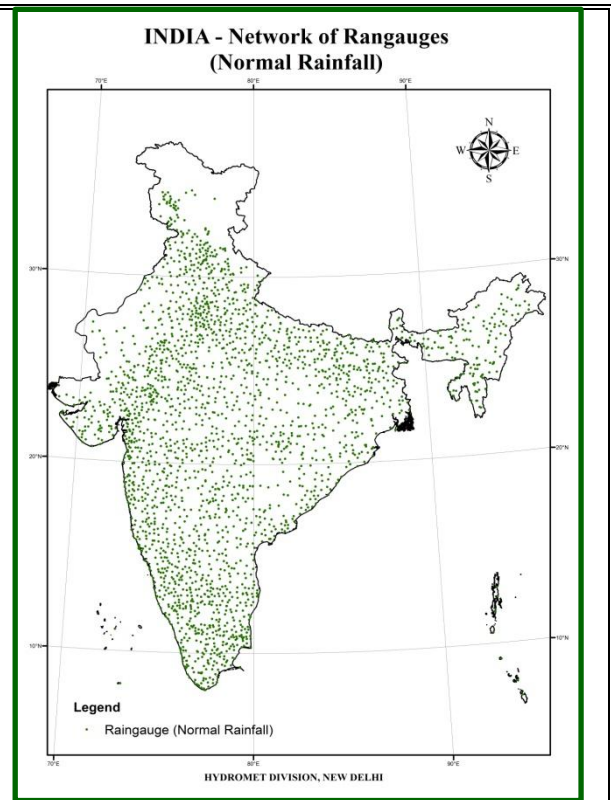 INDIA - Network of Rangauges
(Normal Rainfall)
70°E 80°E 90°E
N
W E
S
30°N 30°N
20°N 20°N
10°N 10°N
Legend
Raingauge (Normal Rainfall)
70°E 80°E 90°E
HYDROMET DIVISION, NEW DELHI